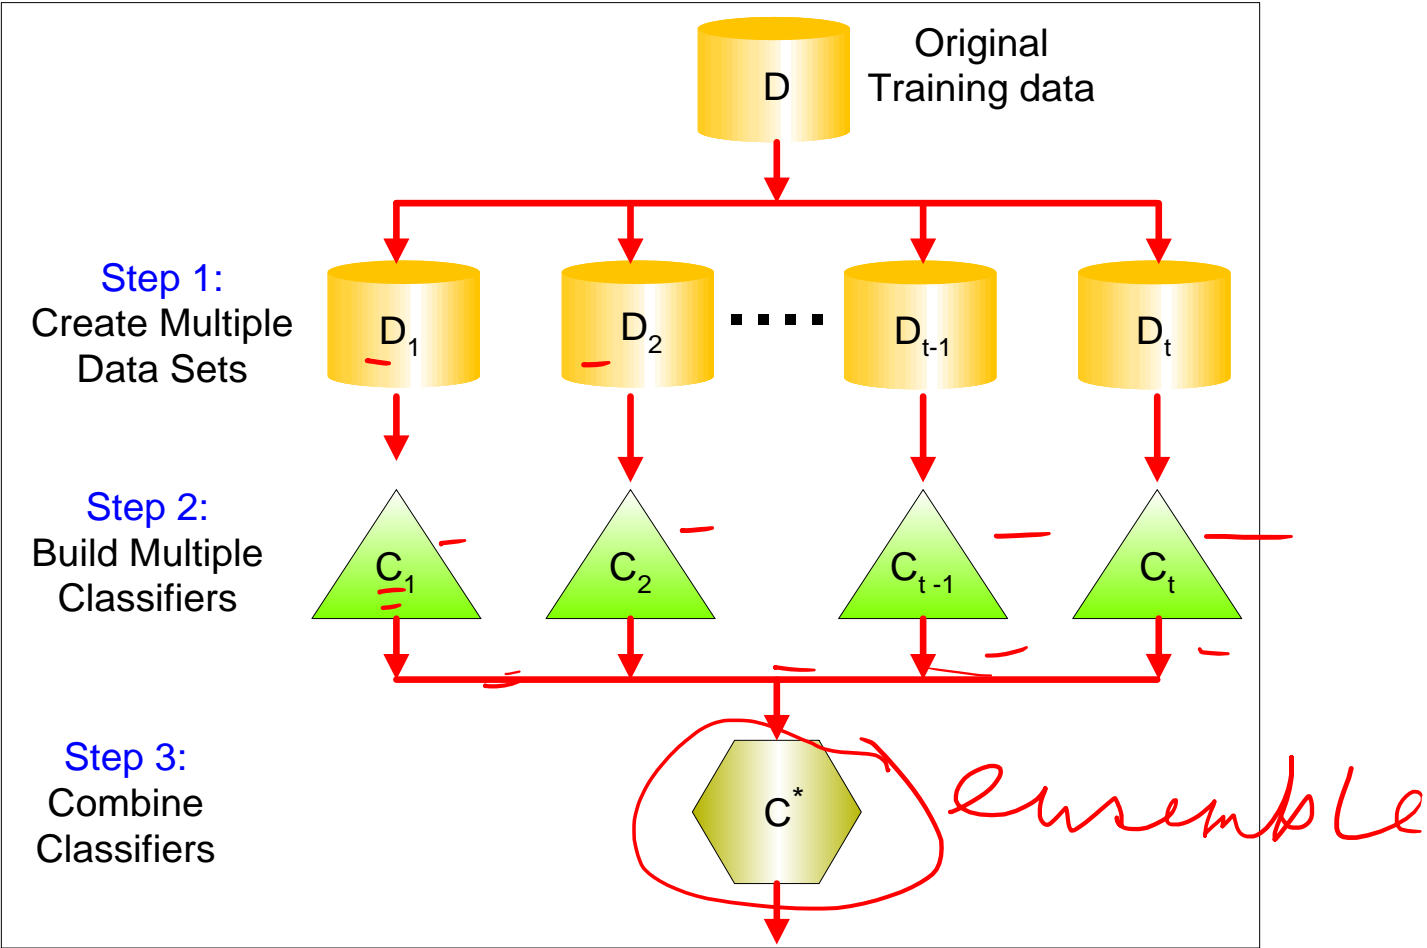 Original
Training data
D
Step 1:
Create Multiple
Data Sets
D1
D2
....
Dt-1
Dt
Step 2:
Build Multiple
Classifiers
C1
C2
Ct -1
Ct
Step 3:
Combine
Classifiers
C*
ensemble